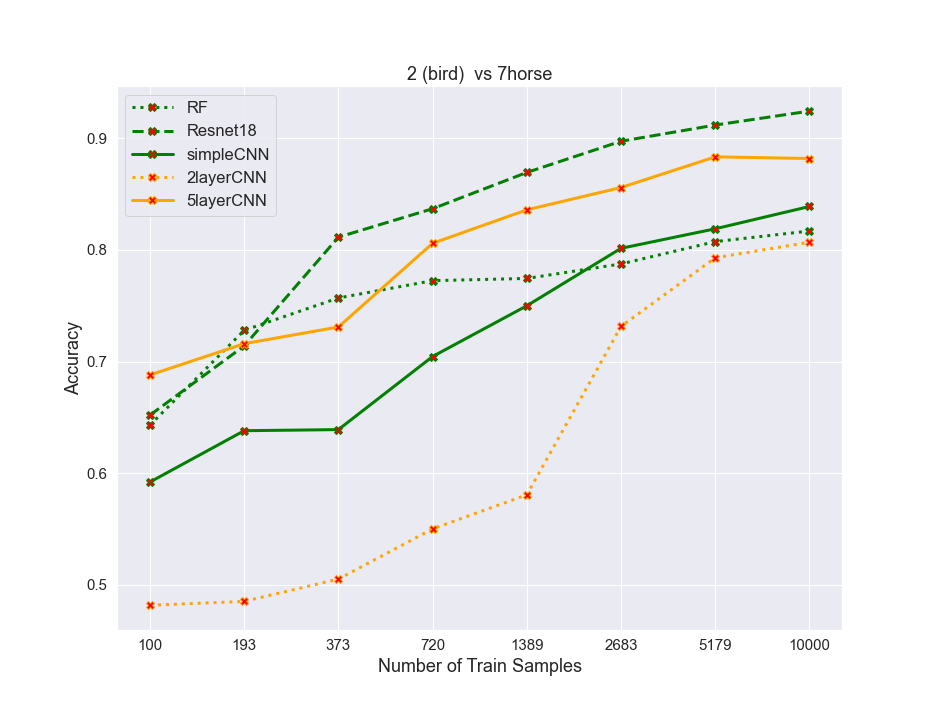 2 (bird)  vs 7horse
RF
Resnet18
simpleCNN
2layerCNN
5layerCNN
Accuracy
0.9
0.8
0.7
0.6
0.5
100 193 373 720 1389 2683 5179 10000
Number of Train Samples